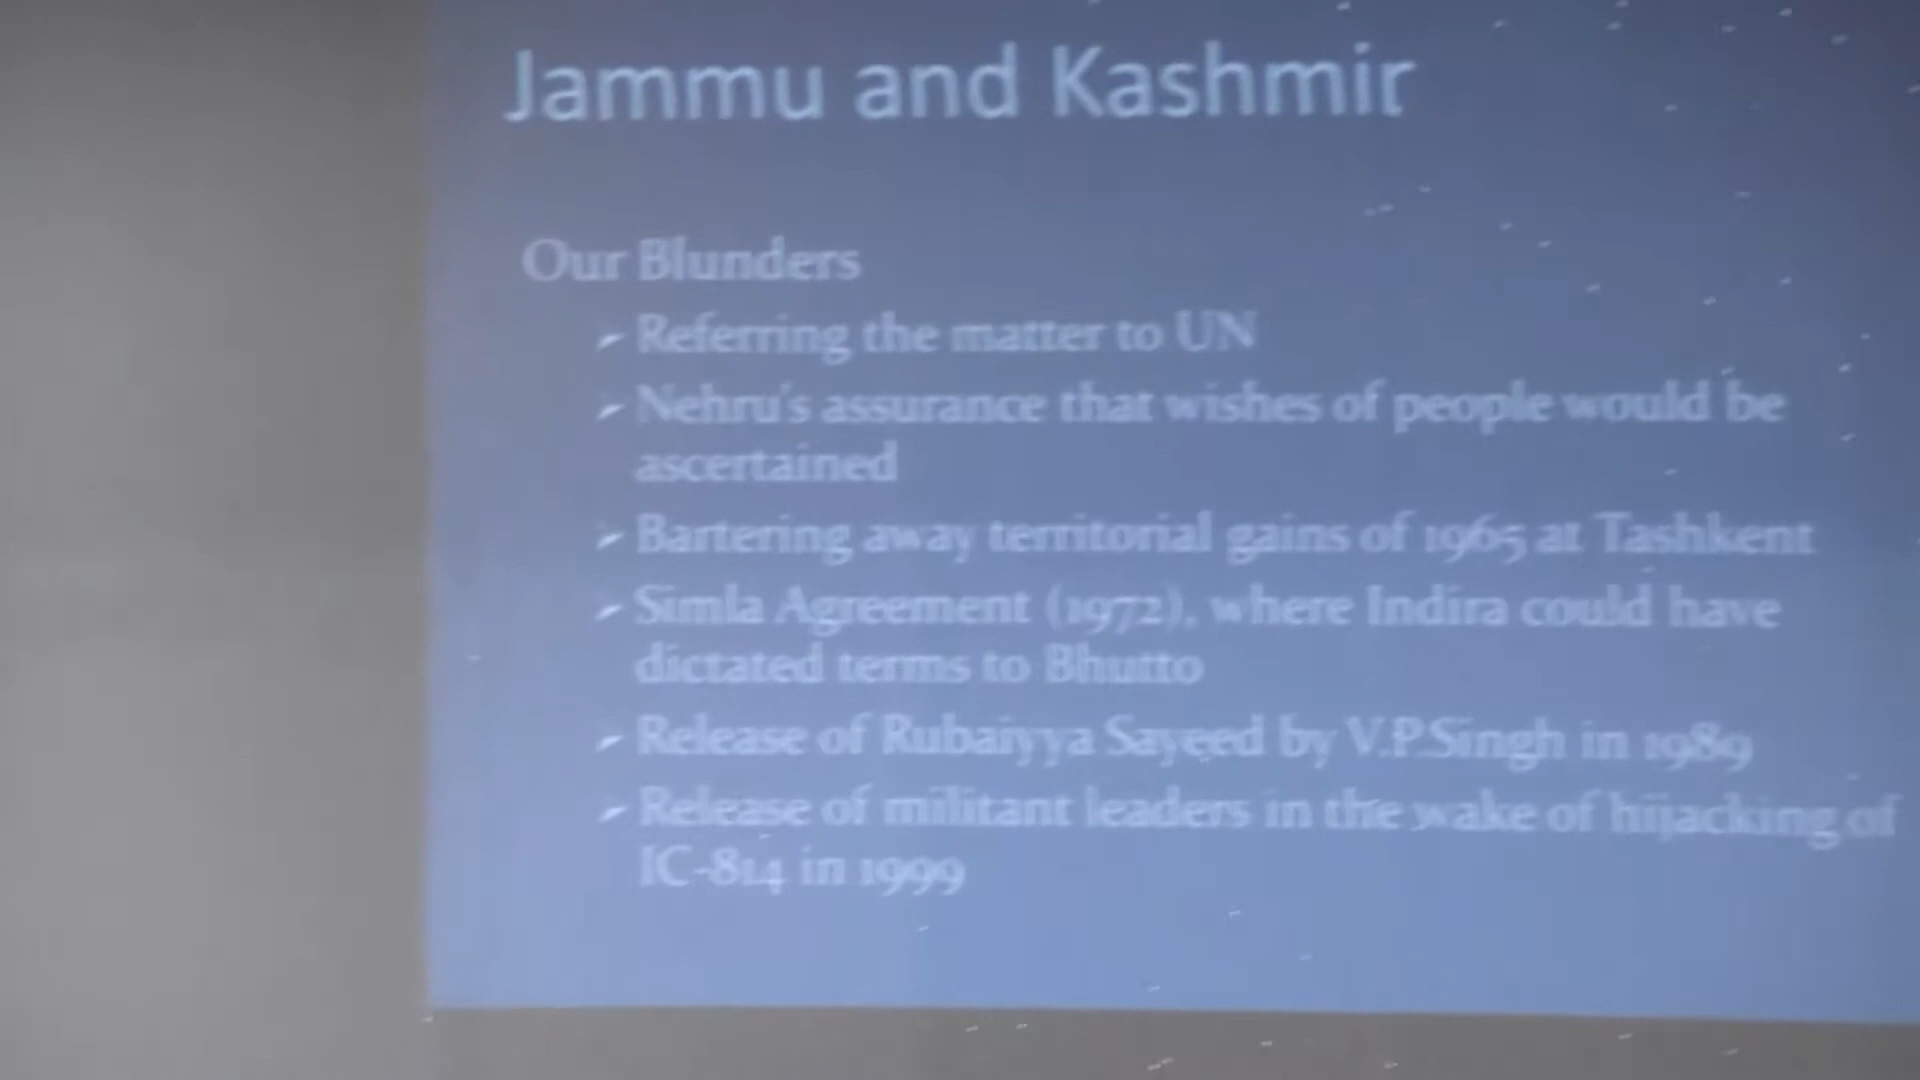 Jammu and Kashmir
Our Blunders
Referring the matter to UN
Nehru's assurance that wishes of people would be
ascertained
Bartering away territorial gains of 1965 at Tashkent
Simla Agreement (1972), where Indira could have
dictated terms to Bhutto
Release of Rubaiyya Sayeed by V.P.Singh in 1989
Release of militant leaders in the wake of hijacking of
IC-814 in 1999